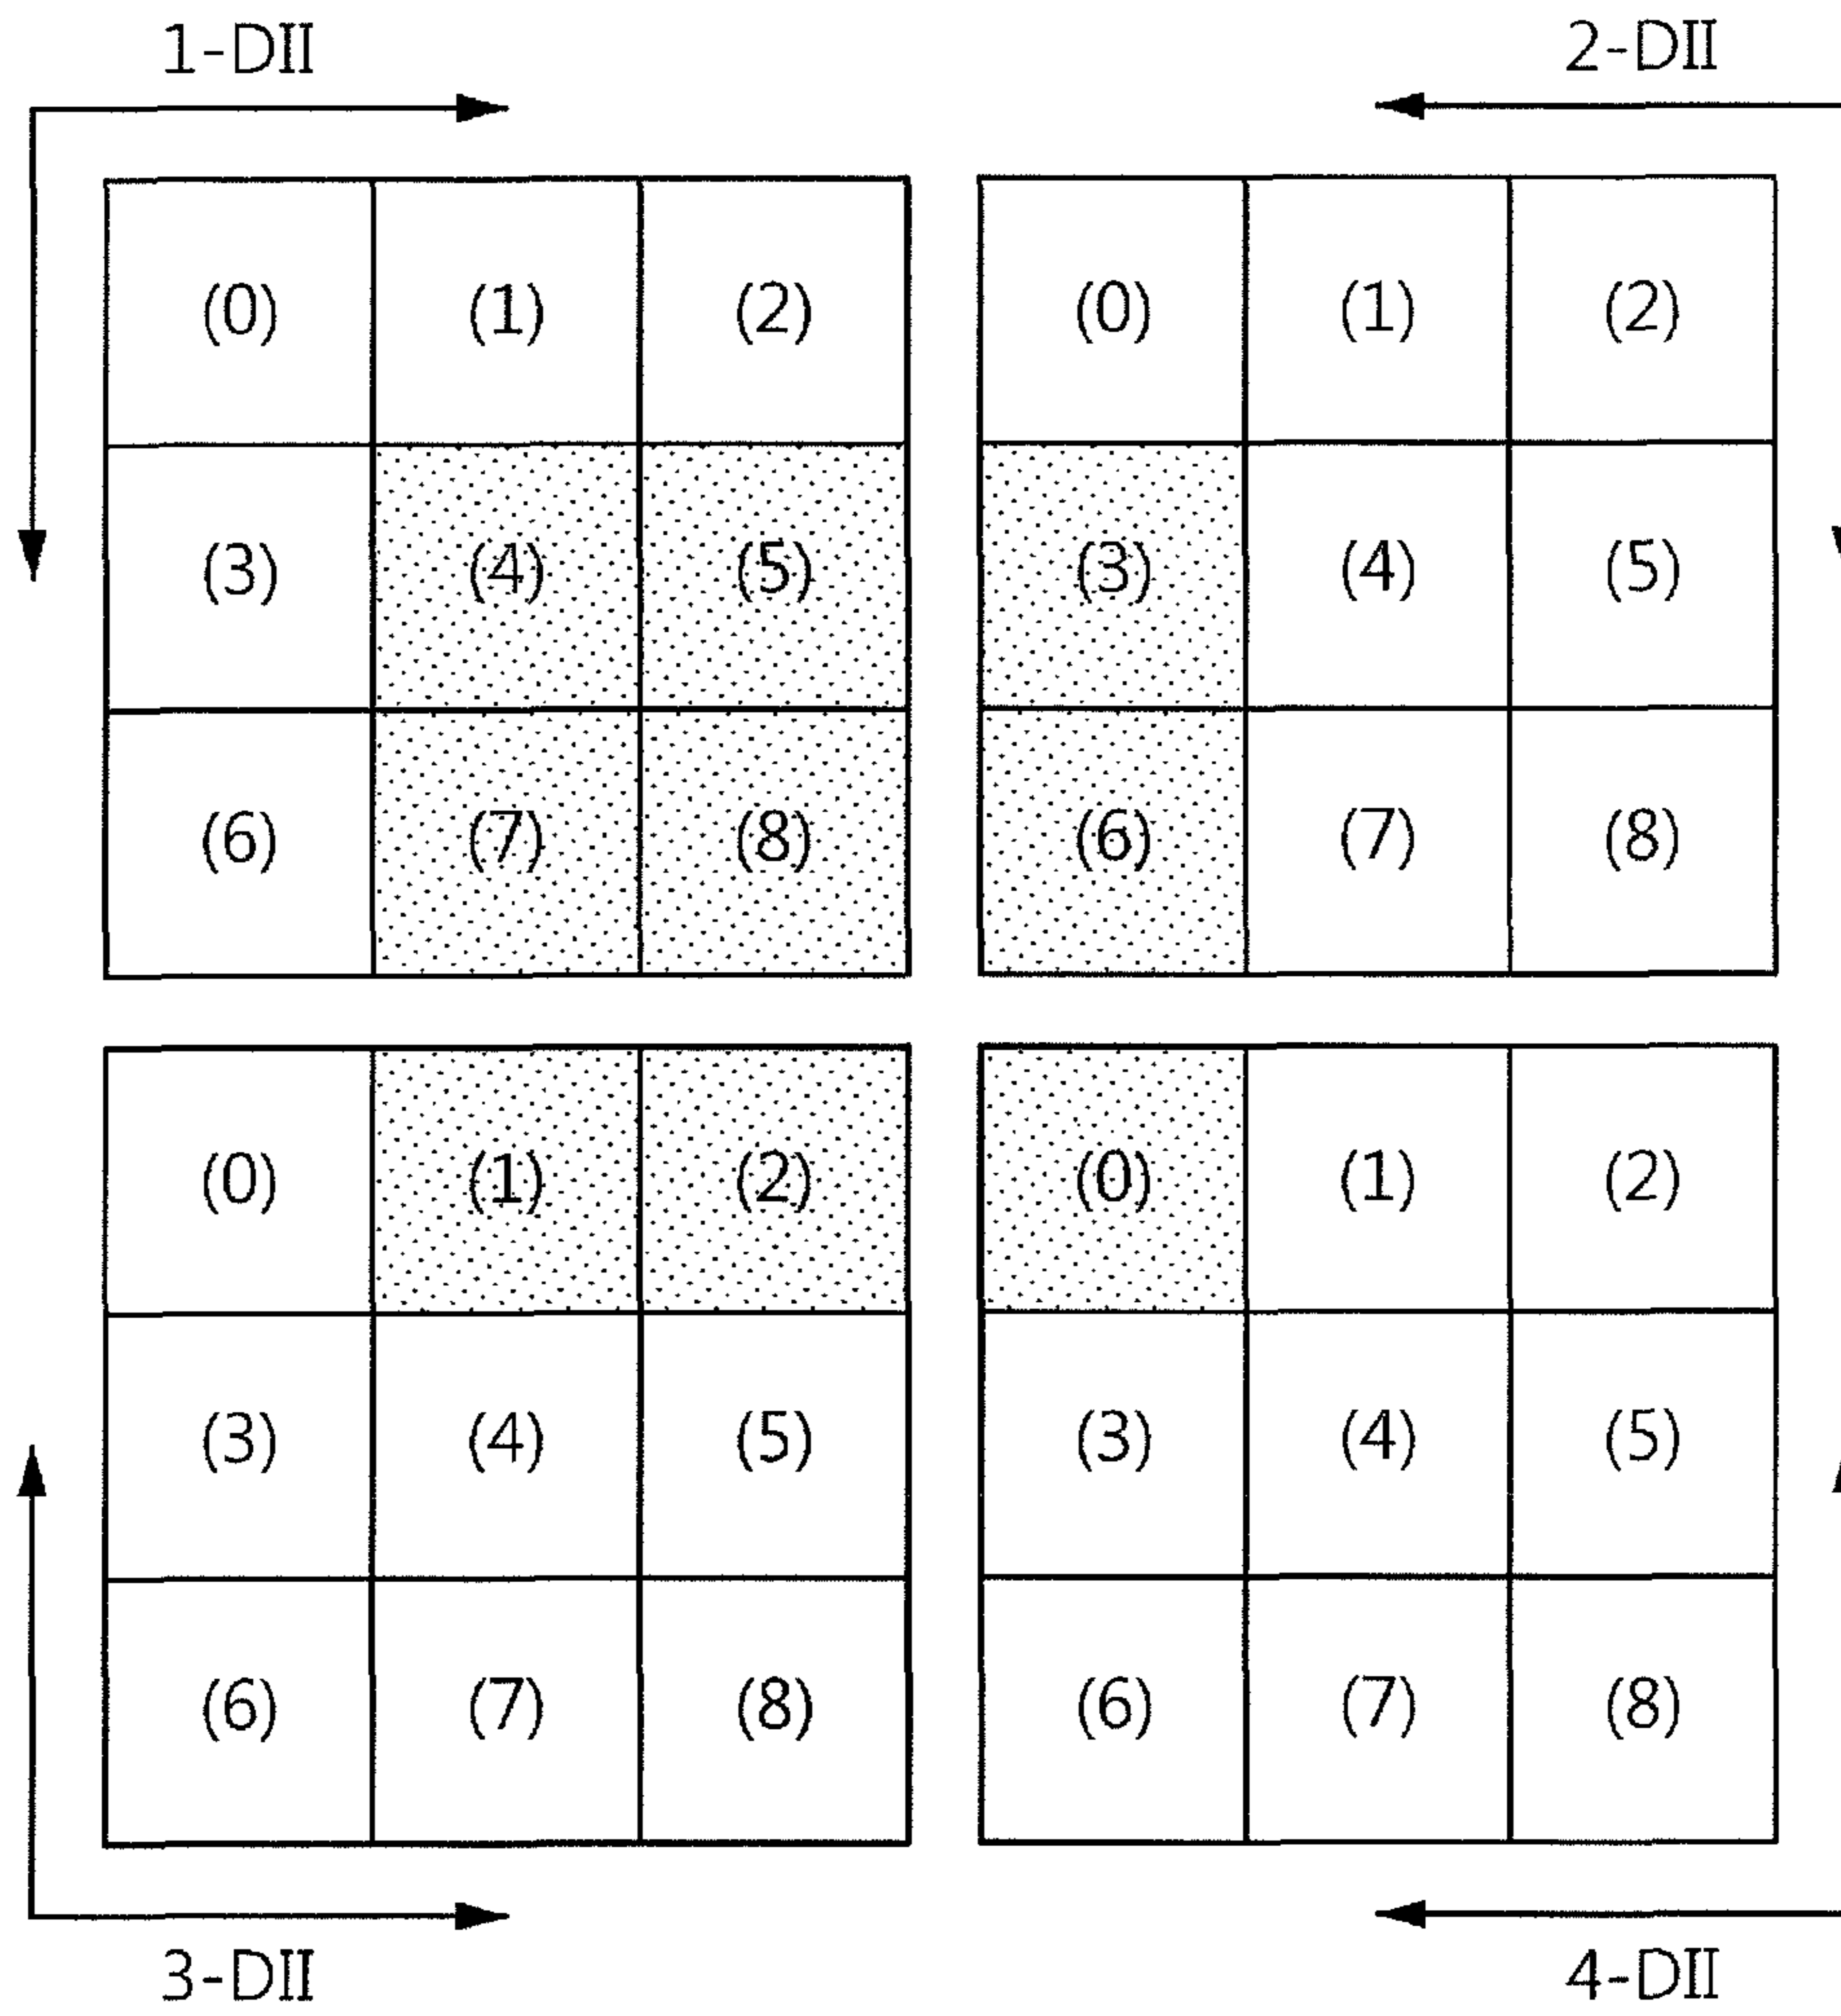 1-DII 2-DII
(0) (1) (2) (0) (1) (2)
(3) (4) (5) (3) (4) (5)
(6) (7) (8) (6) (7) (8)
(0) (1) (2) (0) (1) (2)
(3) (4) (5) (3) (4) (5)
(6) (7) (8) (6) (7) (8)
3-DII 4-DII